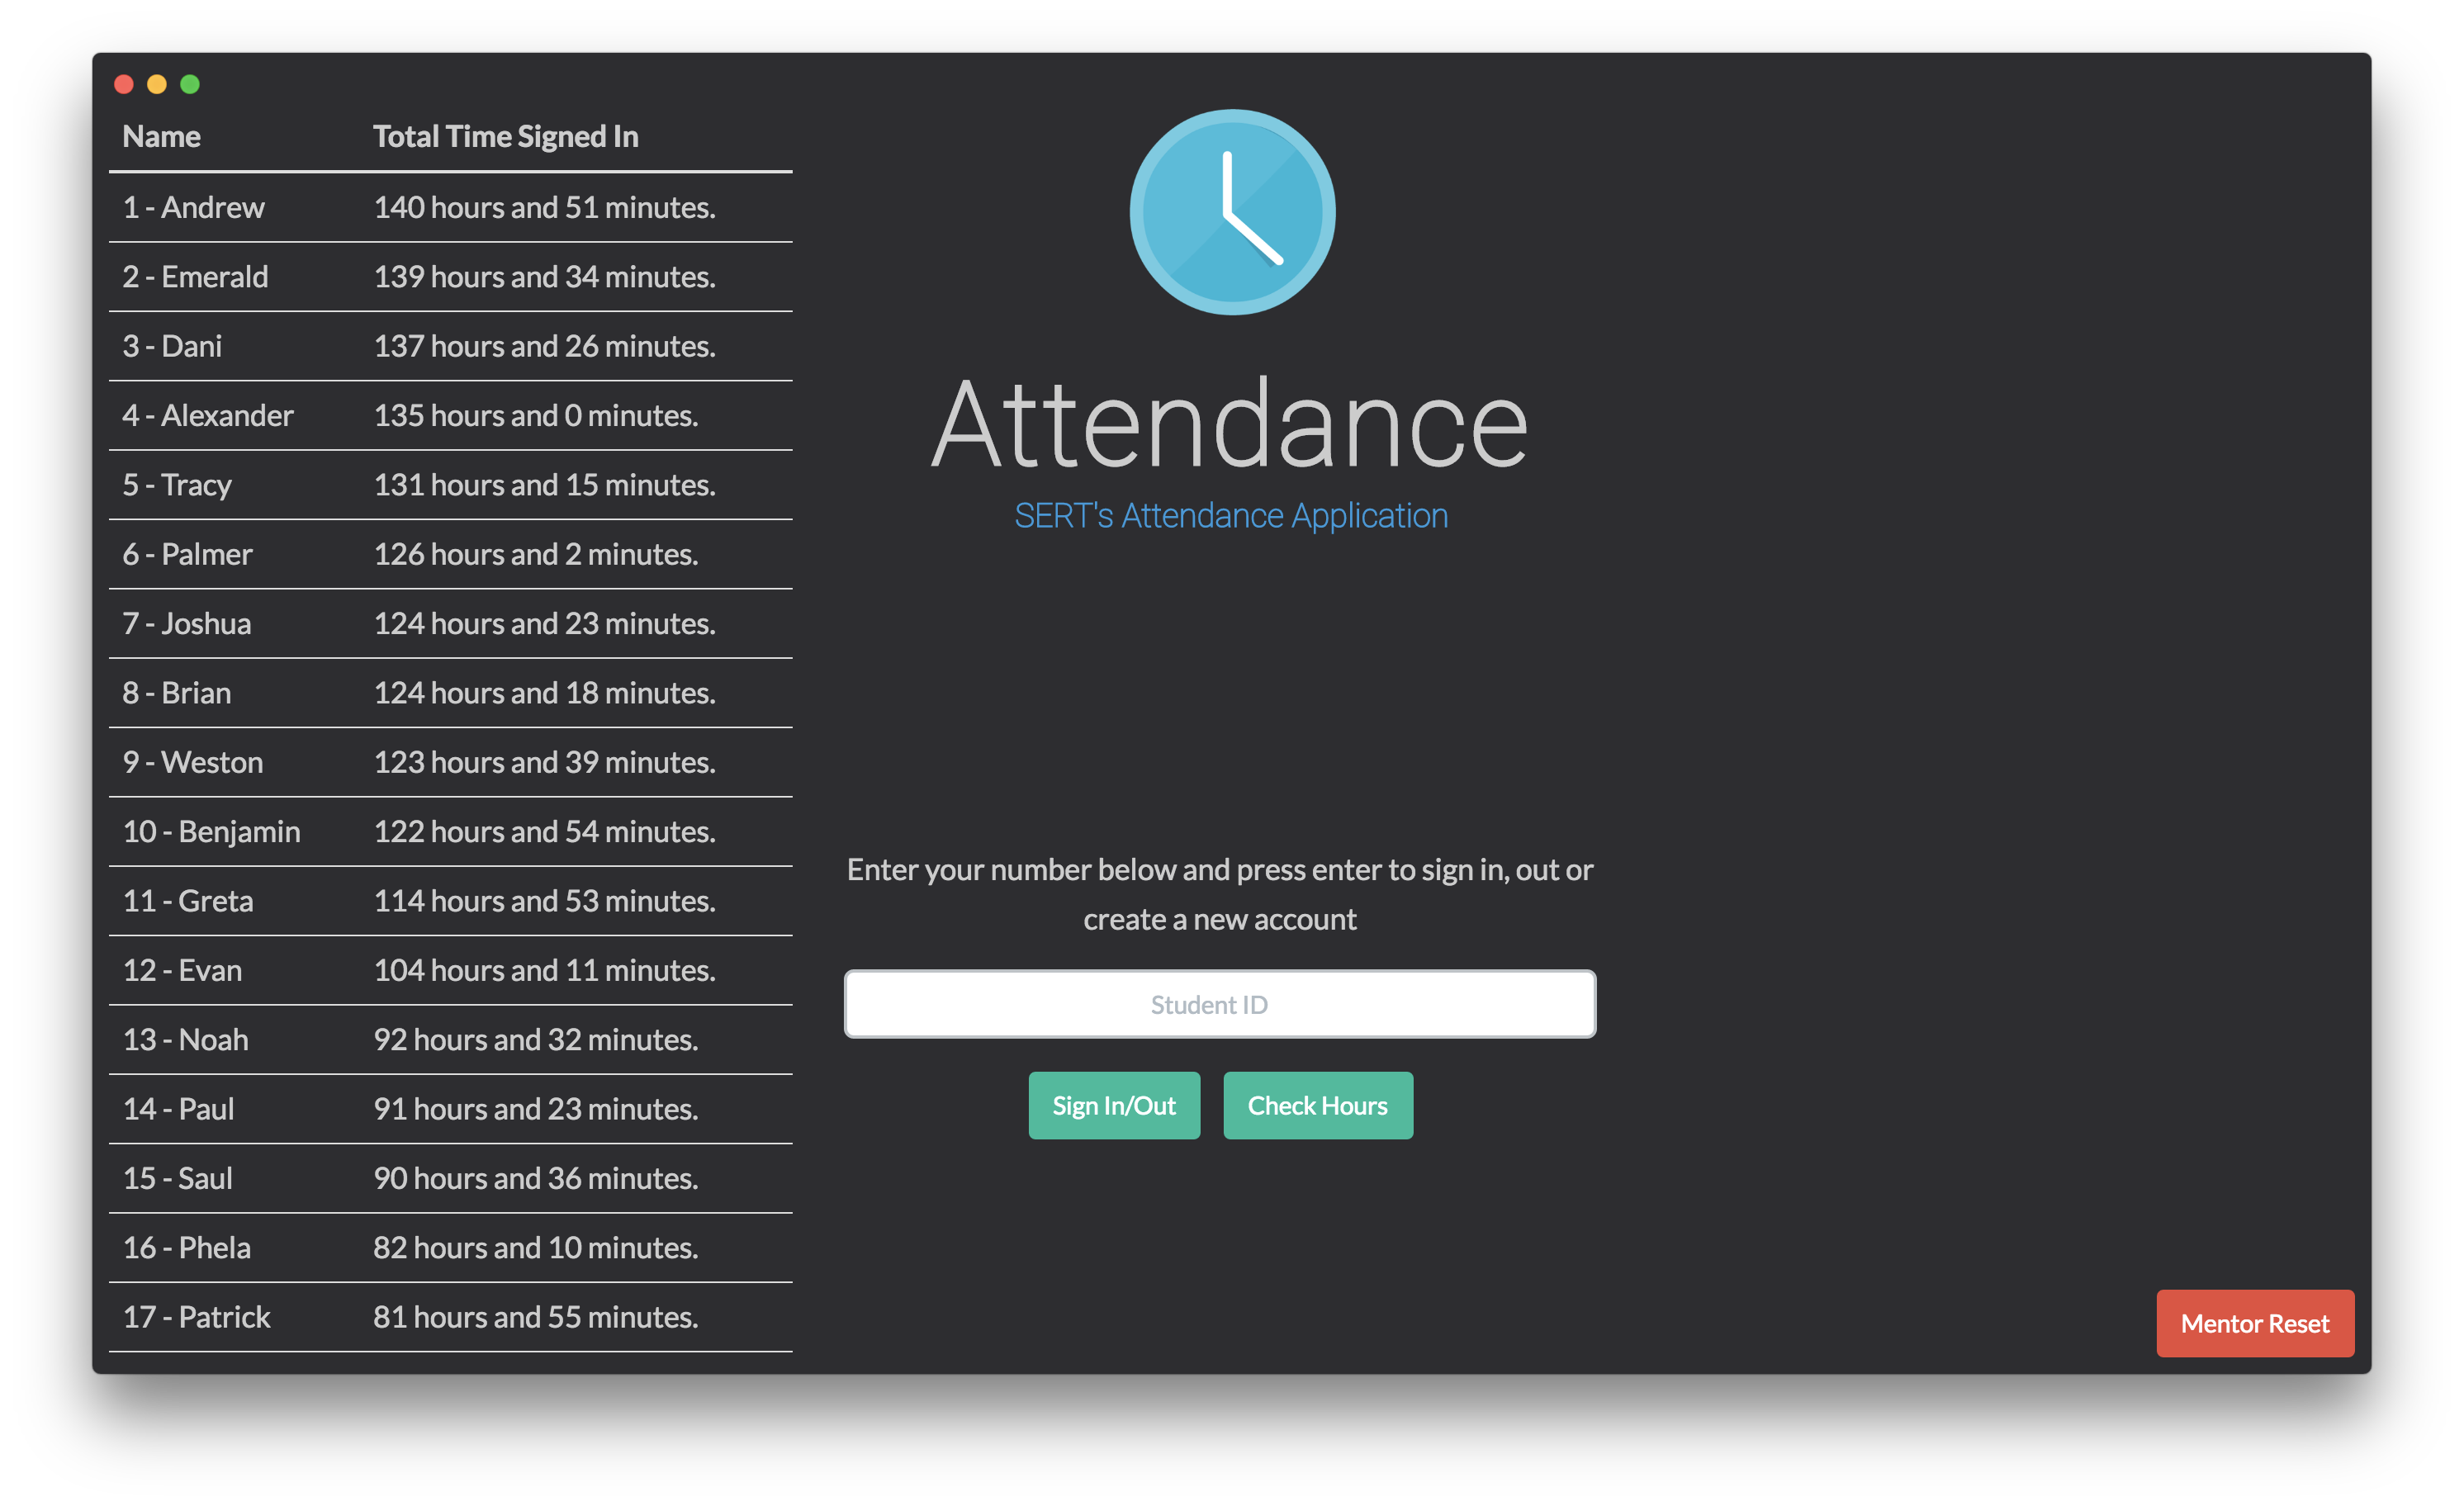 Name Total Time Signed In
1 - Andrew 140 hours and 51 minutes.
2 - Emerald 139 hours and 34 minutes.
3 - Dani 137 hours and 26 minutes.
4 - Alexander 135 hours and 0 minutes.
5 - Tracy 131 hours and 15 minutes.
6 - Palmer 126 hours and 2 minutes.
7 - Joshua 124 hours and 23 minutes.
8 - Brian 124 hours and 18 minutes.
9 - Weston 123 hours and 39 minutes.
10 - Benjamin 122 hours and 54 minutes.
11 - Greta 114 hours and 53 minutes.
12 - Evan 104 hours and 11 minutes.
13 - Noah 92 hours and 32 minutes.
14 - Paul 91 hours and 23 minutes.
15 - Saul 90 hours and 36 minutes.
16 - Phela 82 hours and 10 minutes.
17 - Patrick 81 hours and 55 minutes.
Attendance
SERT's Attendance Application
Enter your number below and press enter to sign in, out or
create a new account
Student ID
Sign In/Out Check Hours
Mentor Reset